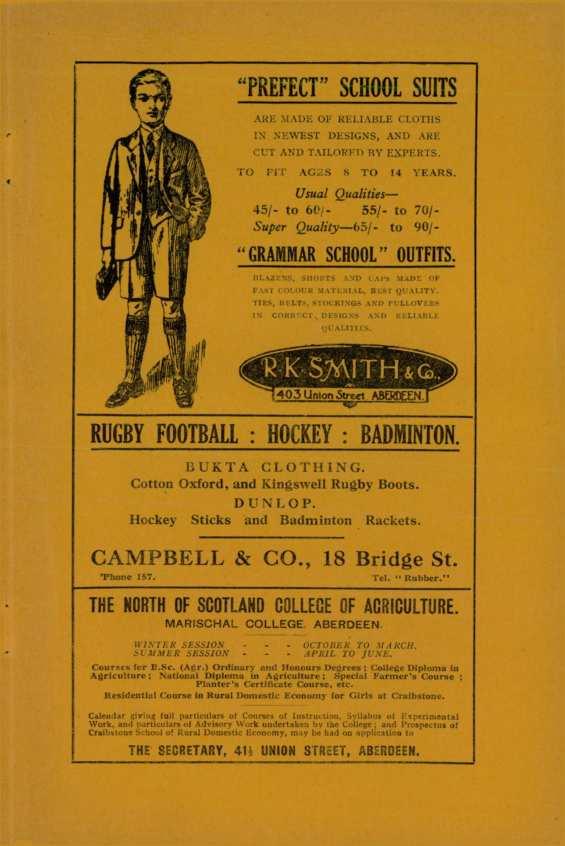 "PREFECT" SCHOOL SUITS
ARE MADE OF RELIABLE CLOTHS
IN NEWEST DESIGNS, AND ARE
CUT AND TAILORED BY EXPERTS.
TO FIT AGES 8 TO 14 YEARS.
Usual Qualities—
45/- to 60/- 55/- to 70/-
Super Quality—65/- to 90/-
"GRAMMAR SCHOOL" OUTFITS.
BLAZERS, SHORTS AND CAPS MADE OF
FAST COLOUR MATERIAL, BEST QUALITY.
TIES, BELTS, STOCKINGS AND PULLOVERS
IN CORRECT DESIGNS AND RELIABLE
QUALITIES.
R.K. SMITH & Co.,
403 Union Street ABERDEEN.
RUGBY FOOTBALL : HOCKEY : BADMINTON.
BUKTA CLOTHING.
Cotton Oxford, and Kingswell Rugby Boots.
DUNLOP.
Hockey Sticks and Badminton Rackets.
CAMPBELL & CO., 18 Bridge St.
'Phone 157. Tel. "Rubber."
THE NORTH OF SCOTLAND COLLEGE OF AGRICULTURE.
MARISCHAL COLLEGE. ABERDEEN.
WINTER SESSION - - - OCTOBER TO MARCH.
SUMMER SESSION - - - APRIL TO JUNE.
Courses for B.Sc. (Agr.) Ordinary and Honours Degrees; College Diploma in
Agriculture; National Diploma in Agriculture; Special Farmer's Course;
Planter's Certificate Course, etc.
Residential Course in Rural Domestic Economy for Girls at Craibstone.
Calendar giving full particulars of Courses of Instruction, Syllabus of Experimental
Work, and particulars of Advisory Work undertaken by the College; and Prospectus of
Craibstone School of Rural Domestic Economy, may be had on application to
THE SECRETARY, 41½ UNION STREET, ABERDEEN.